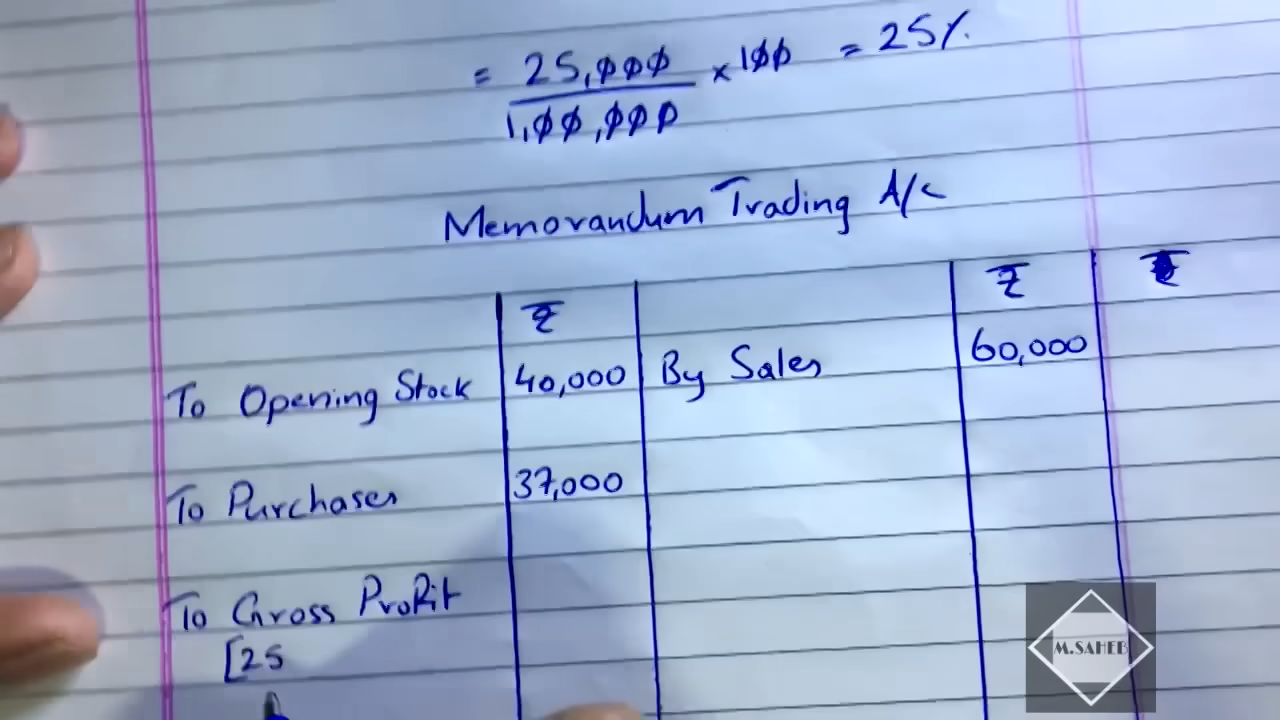 = 25,000 / 1,00,000 × 100 = 25%.
Memorandum Trading A/c
₹ ₹ ₹
To Opening Stock 40,000 By Sales 60,000
To Purchases 37,000
To Gross Profit
[25
M.SAHEB